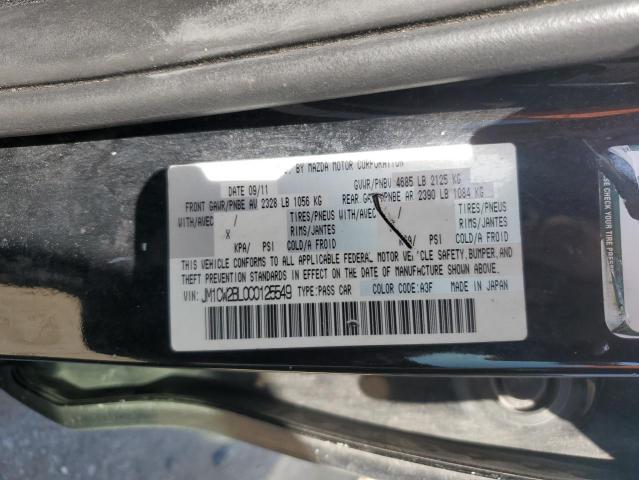 BY MAZDA MOTOR CORPORATION
DATE 09/11 GVWR/PNBV 4685 LB 2125 KG
FRONT GAWR/PNBE AV 2328 LB 1056 KG REAR GAWR/PNBE AR 2390 LB 1084 KG
WITH/AVEC / TIRES/PNEUS WITH/AVEC / TIRES/PNEUS
X RIMS/JANTES RIMS/JANTES
KPA/ PSI COLD/A FROID KPA/ PSI COLD/A FROID
THIS VEHICLE CONFORMS TO ALL APPLICABLE FEDERAL MOTOR VEHICLE SAFETY, BUMPER, AND
THEFT PREVENTION STANDARDS IN EFFECT ON THE DATE OF MANUFACTURE SHOWN ABOVE.
VIN: JM1CW2BL0C0125549 TYPE:PASS CAR COLOR CODE: A3F MADE IN JAPAN